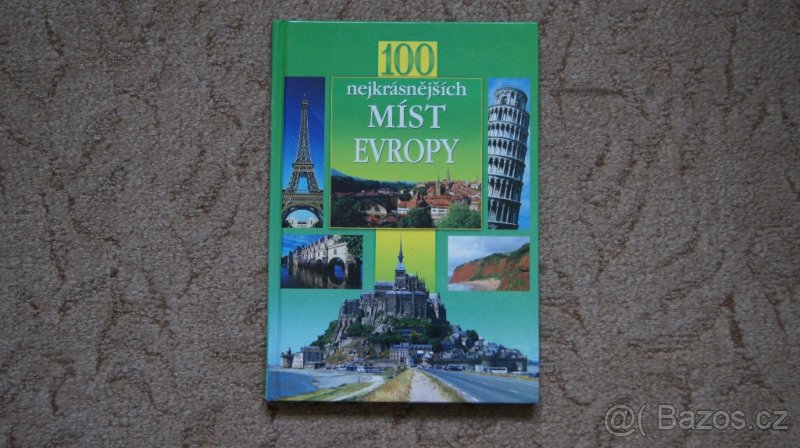 100
nejkrásnějších
MÍST
EVROPY
@( Bazos.cz